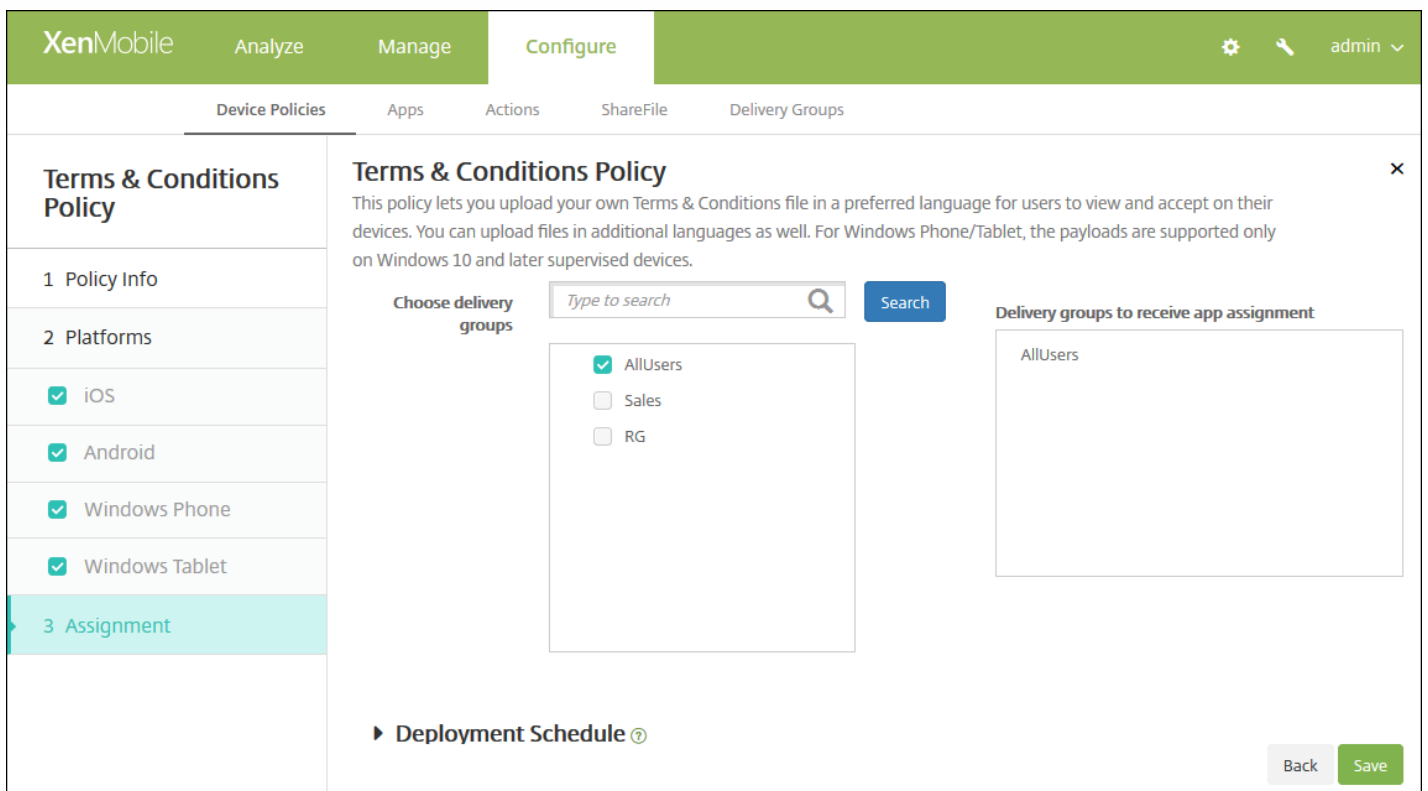 XenMobile Analyze Manage Configure admin
Device Policies Apps Actions ShareFile Delivery Groups
Terms & Conditions
Policy
1 Policy Info
2 Platforms
iOS
Android
Windows Phone
Windows Tablet
3 Assignment
Terms & Conditions Policy
This policy lets you upload your own Terms & Conditions file in a preferred language for users to view and accept on their
devices. You can upload files in additional languages as well. For Windows Phone/Tablet, the payloads are supported only
on Windows 10 and later supervised devices.
Choose delivery
groups
Type to search
Search
AllUsers
Sales
RG
Delivery groups to receive app assignment
AllUsers
Deployment Schedule ?
Back Save